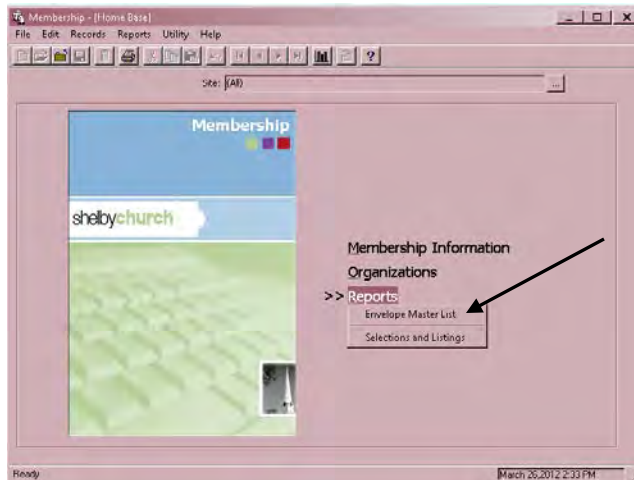 Membership - [Home Base]
File Edit Records Reports Utility Help
Site: (All)
...
Membership
shelbychurch
Membership Information
Organizations
>> Reports
Envelope Master List
Selections and Listings
Ready
March 26,2012 2:33 PM